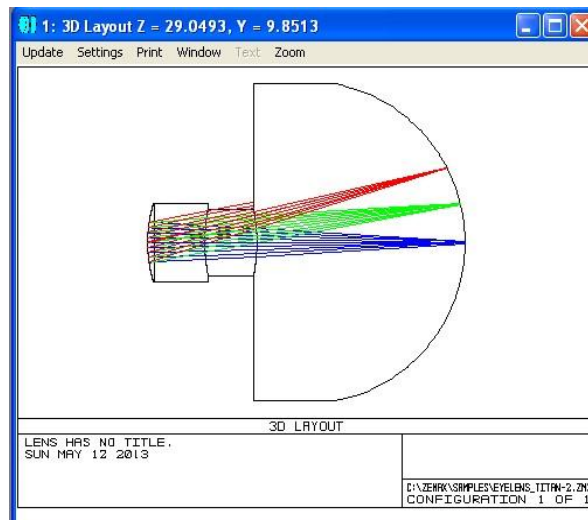 1: 3D Layout Z = 29.0493, Y = 9.8513
Update Settings Print Window Text Zoom
3D LAYOUT
LENS HAS NO TITLE.
SUN MAY 12 2013
C:\ZEMAX\SAMPLES\EYELENS_TITAN-2.ZM
CONFIGURATION 1 OF 1